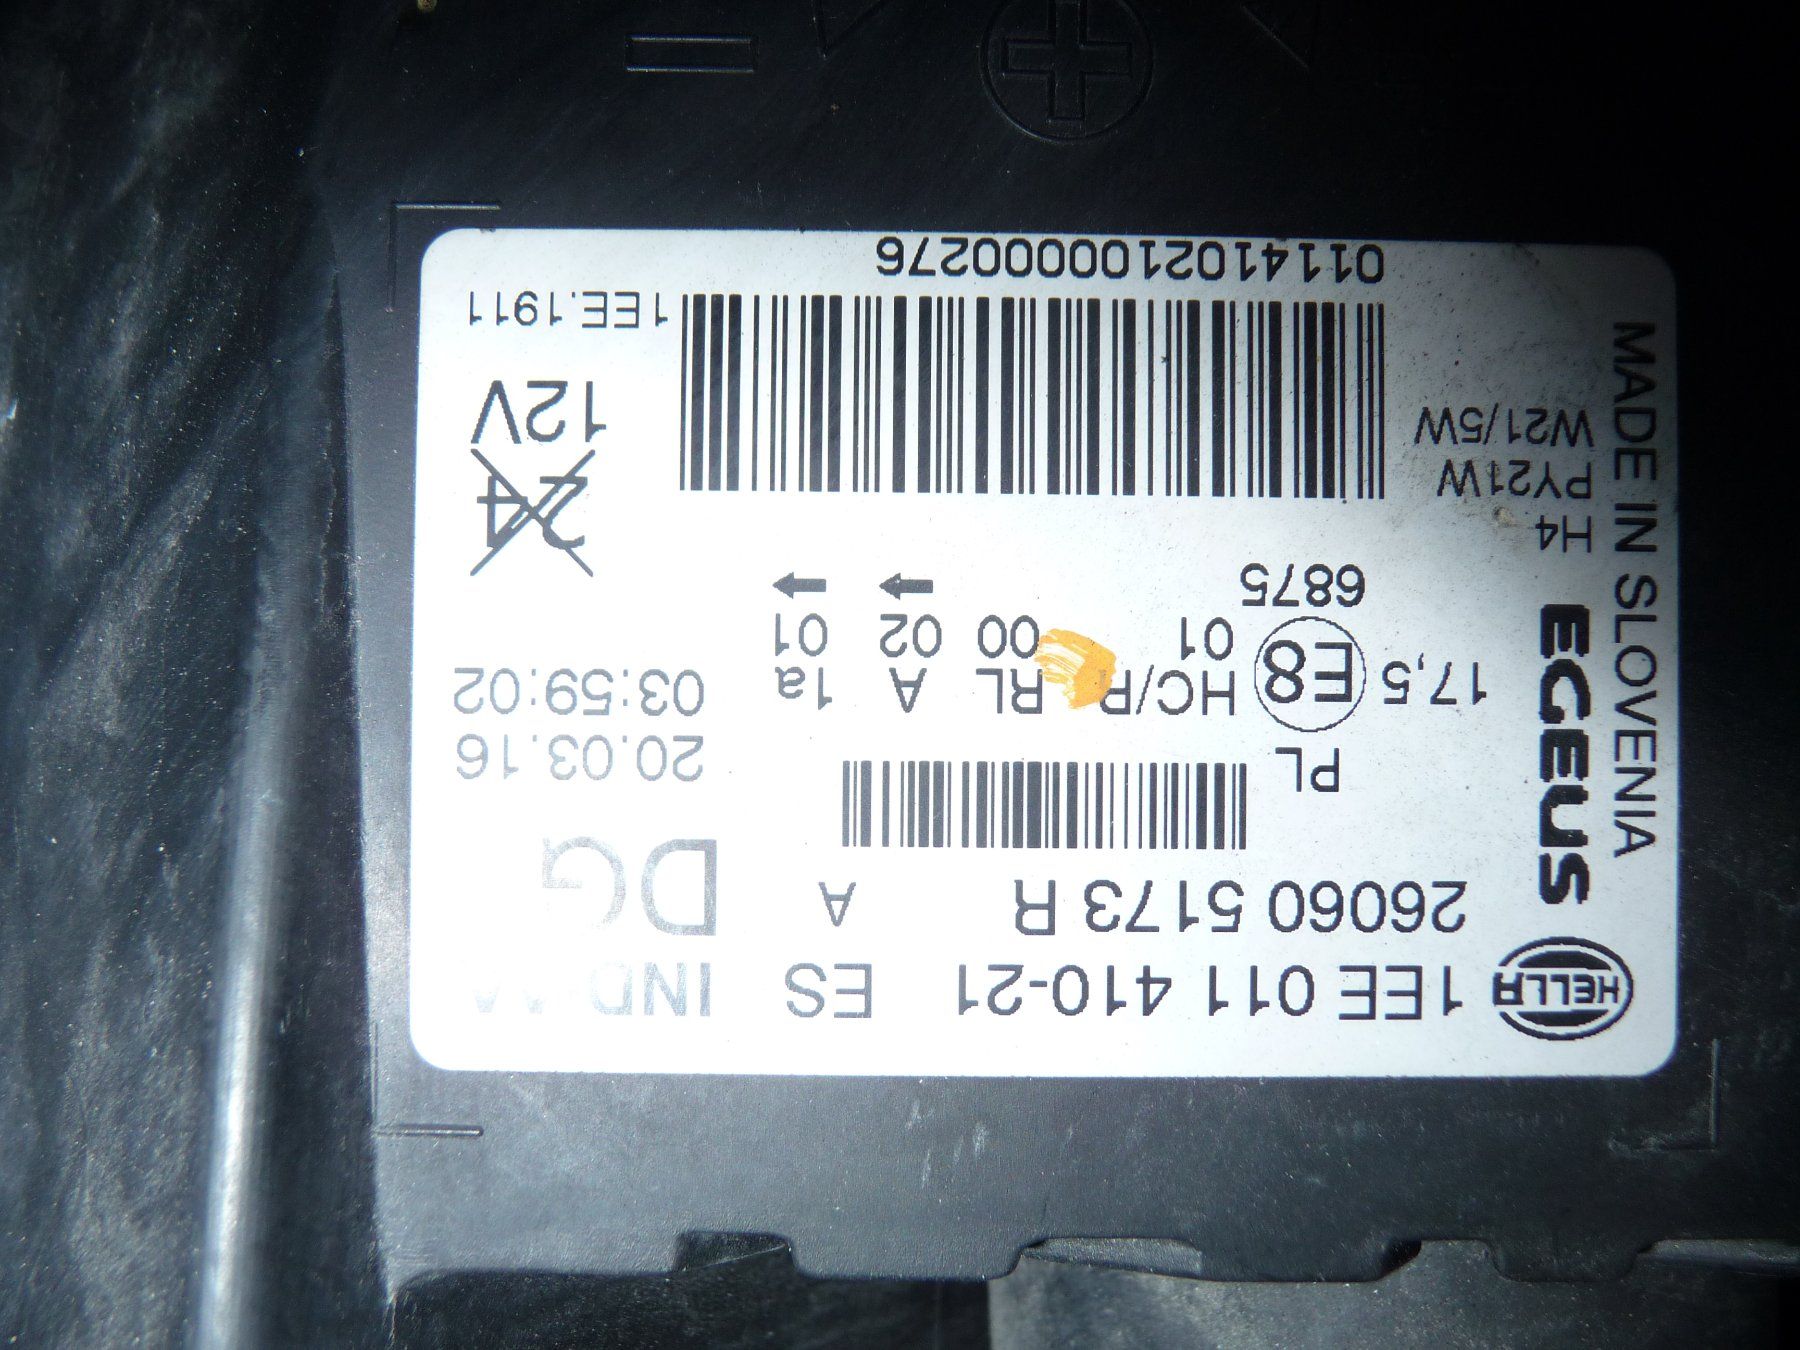 HELLA
1EE 011 410-21 ES
26060 5173 R A
DG
EGEUS
MADE IN SLOVENIA
PL
20.03.16
03:59:02
17,5 E8 HC/R RL A 1a
01 00 02 01
6875
H4
PY21W
W21/5W
24
12V
1EE.1911
011410210000276